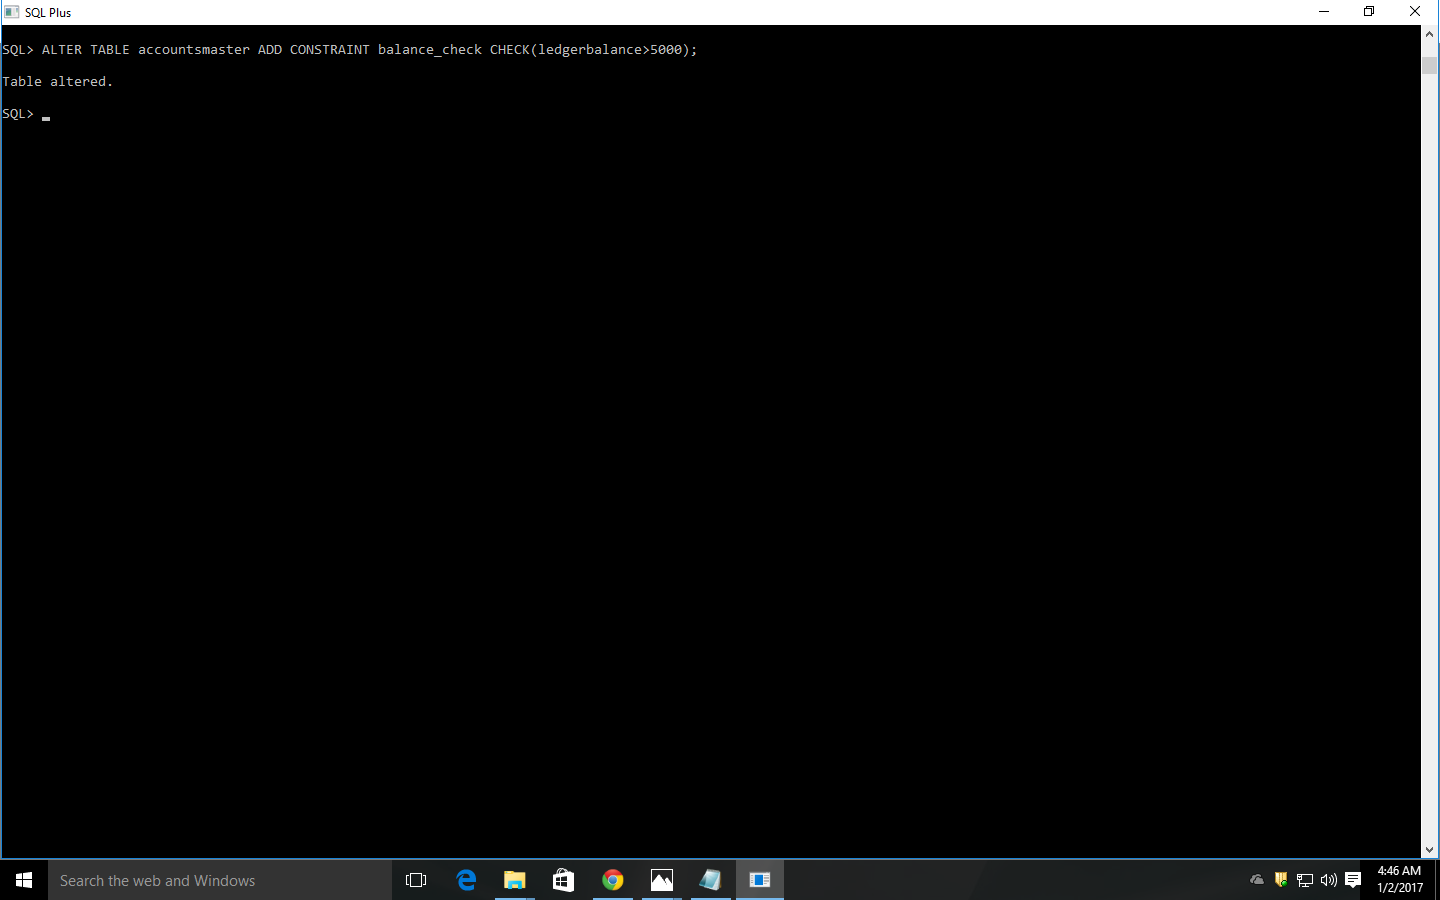 SQL Plus
SQL> ALTER TABLE accountsmaster ADD CONSTRAINT balance_check CHECK(ledgerbalance>5000);
Table altered.
SQL>
Search the web and Windows
4:46 AM
1/2/2017